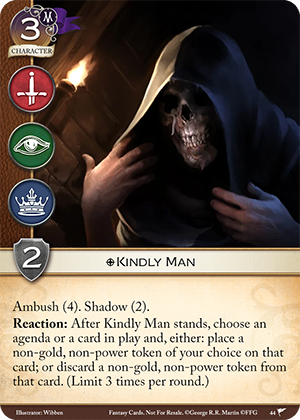 3
M
CHARACTER
2
Kindly Man
Ambush (4). Shadow (2).
Reaction: After Kindly Man stands, choose an
agenda or a card in play and, either: place a
non-gold, non-power token of your choice on that
card; or discard a non-gold, non-power token from
that card. (Limit 3 times per round.)
Illustrator: Wibben
Fantasy Cards. Not For Resale. ©George R.R. Martin ©FFG
44